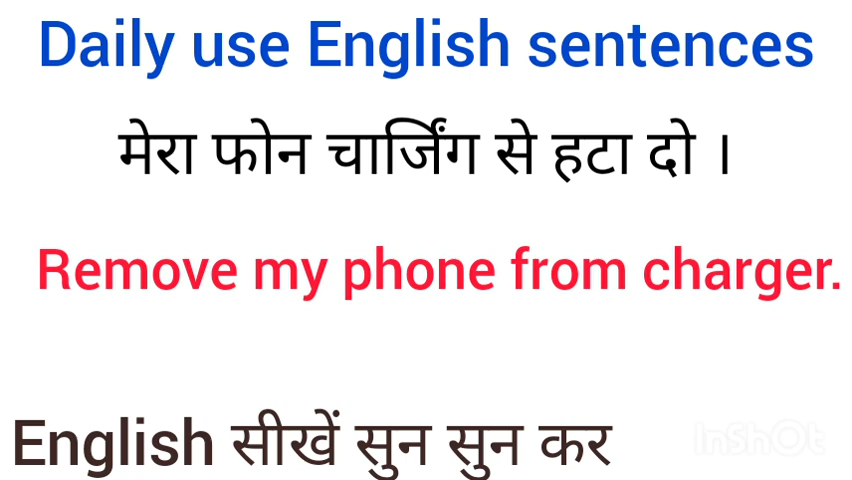 Daily use English sentences
मेरा फोन चार्जिंग से हटा दो ।
Remove my phone from charger.
English सीखें सुन सुन कर
InShOt